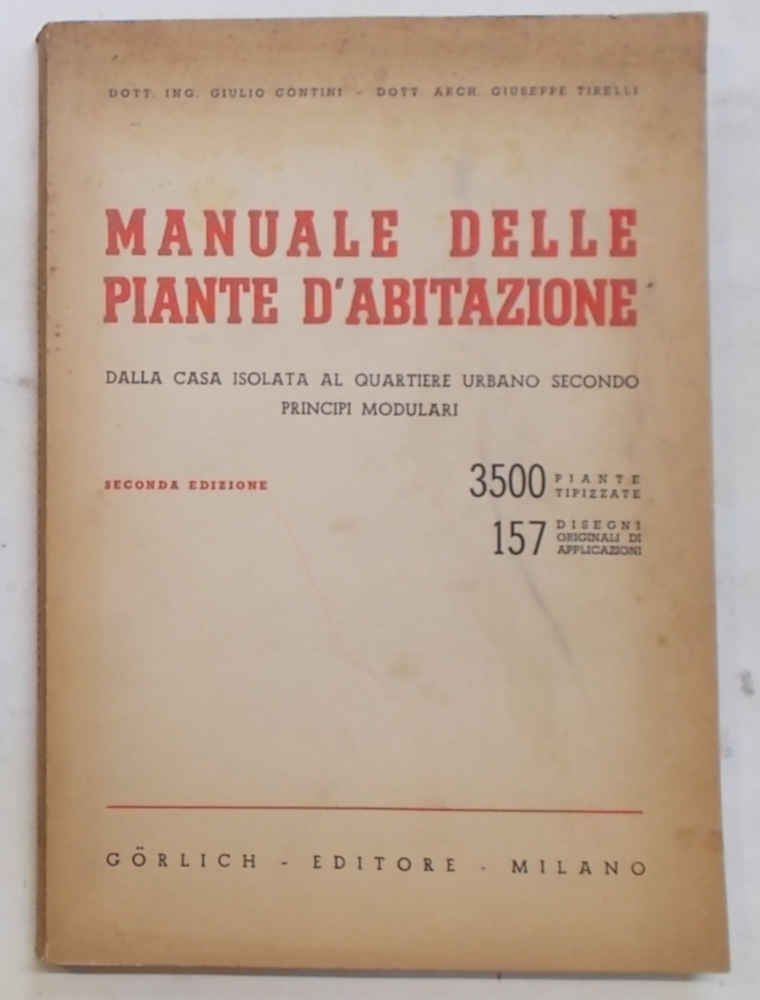 DOTT. ING. GIULIO CONTINI - DOTT. ARCH. GIUSEPPE TIRELLI
MANUALE DELLE
PIANTE D'ABITAZIONE
DALLA CASA ISOLATA AL QUARTIERE URBANO SECONDO
PRINCIPI MODULARI
SECONDA EDIZIONE
3500 PIANTE
TIPIZZATE
157 DISEGNI
ORIGINALI DI
APPLICAZIONI
GÖRLICH - EDITORE - MILANO